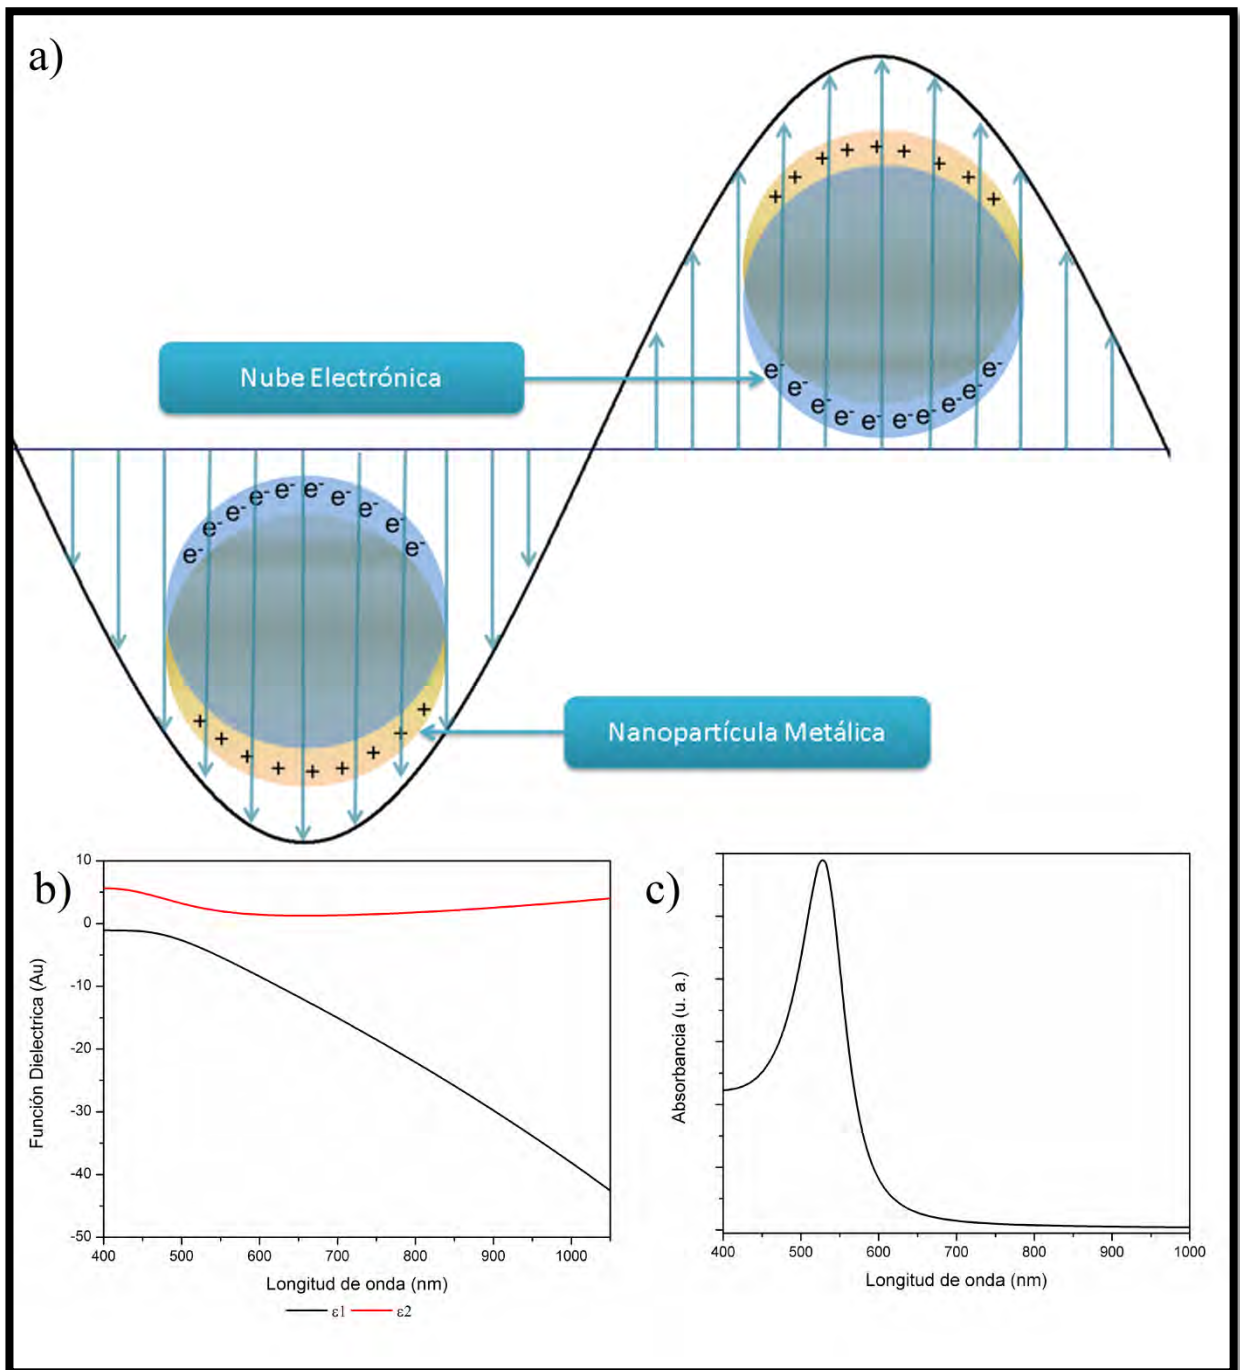 a)
+ + + + + + + + +
Nube Electrónica
e- e- e- e- e- e- e- e- e- e-
e- e- e- e- e- e- e- e- e- e-
+ + + + + + + + +
Nanopartícula Metálica
b)
10
0
-10
-20
-30
-40
-50
Función Dielectrica (Au)
400 500 600 700 800 900 1000
Longitud de onda (nm)
ε1 ε2
c)
Absorbancia (u. a.)
400 500 600 700 800 900 1000
Longitud de onda (nm)